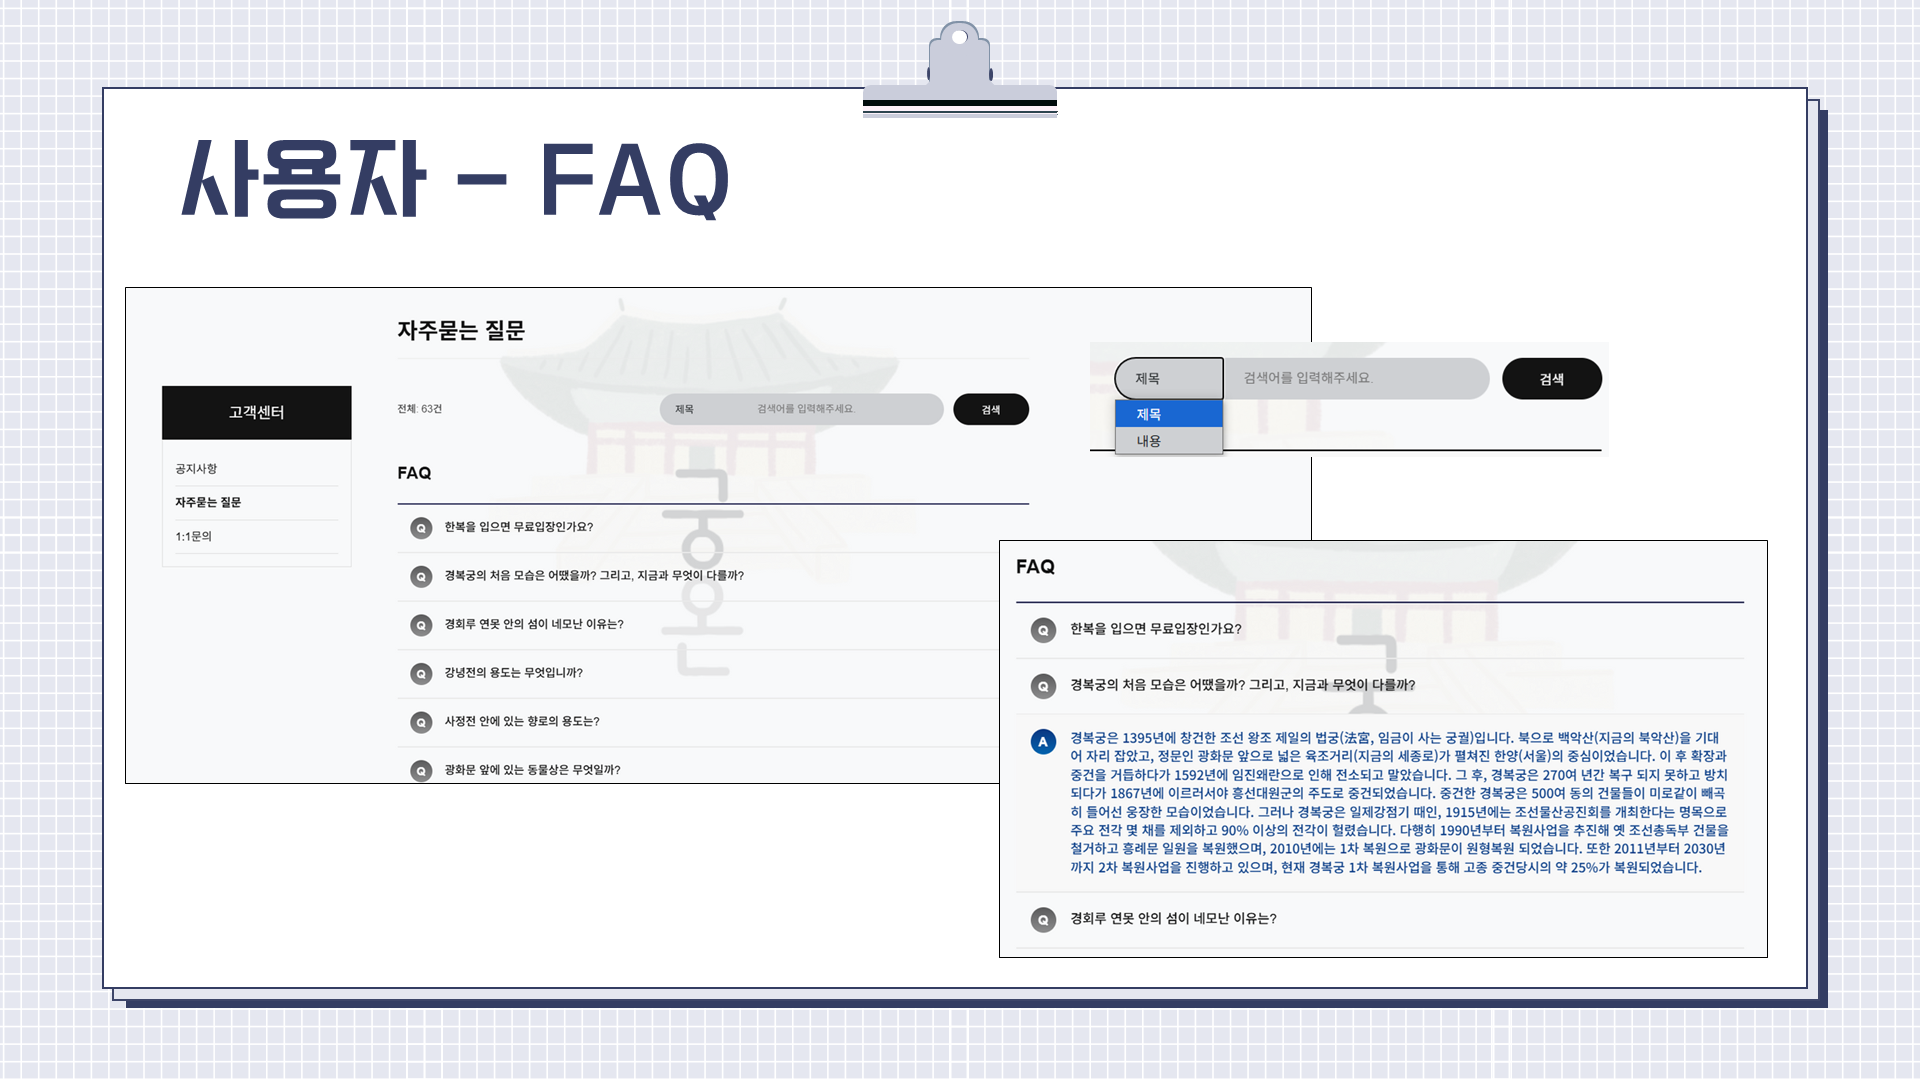 사용자 - FAQ
자주묻는 질문
고객센터
공지사항
자주묻는 질문
1:1문의
전체: 63건
제목
검색어를 입력해주세요.
검색
FAQ
Q 한복을 입으면 무료입장인가요?
Q 경복궁의 처음 모습은 어땠을까? 그리고, 지금과 무엇이 다를까?
Q 경회루 연못 안의 섬이 네모난 이유는?
Q 강녕전의 용도는 무엇입니까?
Q 사정전 안에 있는 향로의 용도는?
Q 광화문 앞에 있는 동물상은 무엇일까?
궁온
제목
검색어를 입력해주세요.
검색
제목
내용
FAQ
Q 한복을 입으면 무료입장인가요?
Q 경복궁의 처음 모습은 어땠을까? 그리고, 지금과 무엇이 다를까?
A 경복궁은 1395년에 창건한 조선 왕조 제일의 법궁(法宮, 임금이 사는 궁궐)입니다. 북으로 백악산(지금의 북악산)을 기대
어 자리 잡았고, 정문인 광화문 앞으로 넓은 육조거리(지금의 세종로)가 펼쳐진 한양(서울)의 중심이었습니다. 이 후 확장과
중건을 거듭하다가 1592년에 임진왜란으로 인해 전소되고 말았습니다. 그 후, 경복궁은 270여 년간 복구 되지 못하고 방치
되다가 1867년에 이르러서야 흥선대원군의 주도로 중건되었습니다. 중건한 경복궁은 500여 동의 건물들이 미로같이 빼곡
히 들어선 웅장한 모습이었습니다. 그러나 경복궁은 일제강점기 때인, 1915년에는 조선물산공진회를 개최한다는 명목으로
주요 전각 몇 채를 제외하고 90% 이상의 전각이 헐렸습니다. 다행히 1990년부터 복원사업을 추진해 옛 조선총독부 건물을
철거하고 흥례문 일원을 복원했으며, 2010년에는 1차 복원으로 광화문이 원형복원 되었습니다. 또한 2011년부터 2030년
까지 2차 복원사업을 진행하고 있으며, 현재 경복궁 1차 복원사업을 통해 고종 중건당시의 약 25%가 복원되었습니다.
Q 경회루 연못 안의 섬이 네모난 이유는?